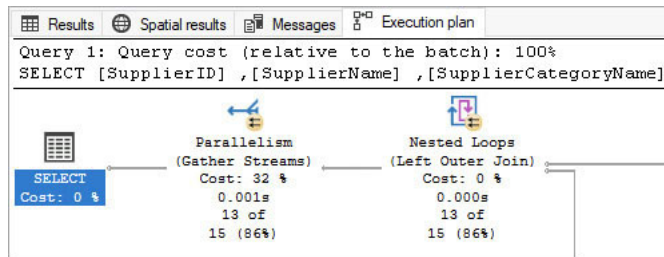 Results Spatial results Messages Execution plan
Query 1: Query cost (relative to the batch): 100%
SELECT [SupplierID] ,[SupplierName] ,[SupplierCategoryName]
SELECT
Cost: 0 %
Parallelism
(Gather Streams)
Cost: 32 %
0.001s
13 of
15 (86%)
Nested Loops
(Left Outer Join)
Cost: 0 %
0.000s
13 of
15 (86%)